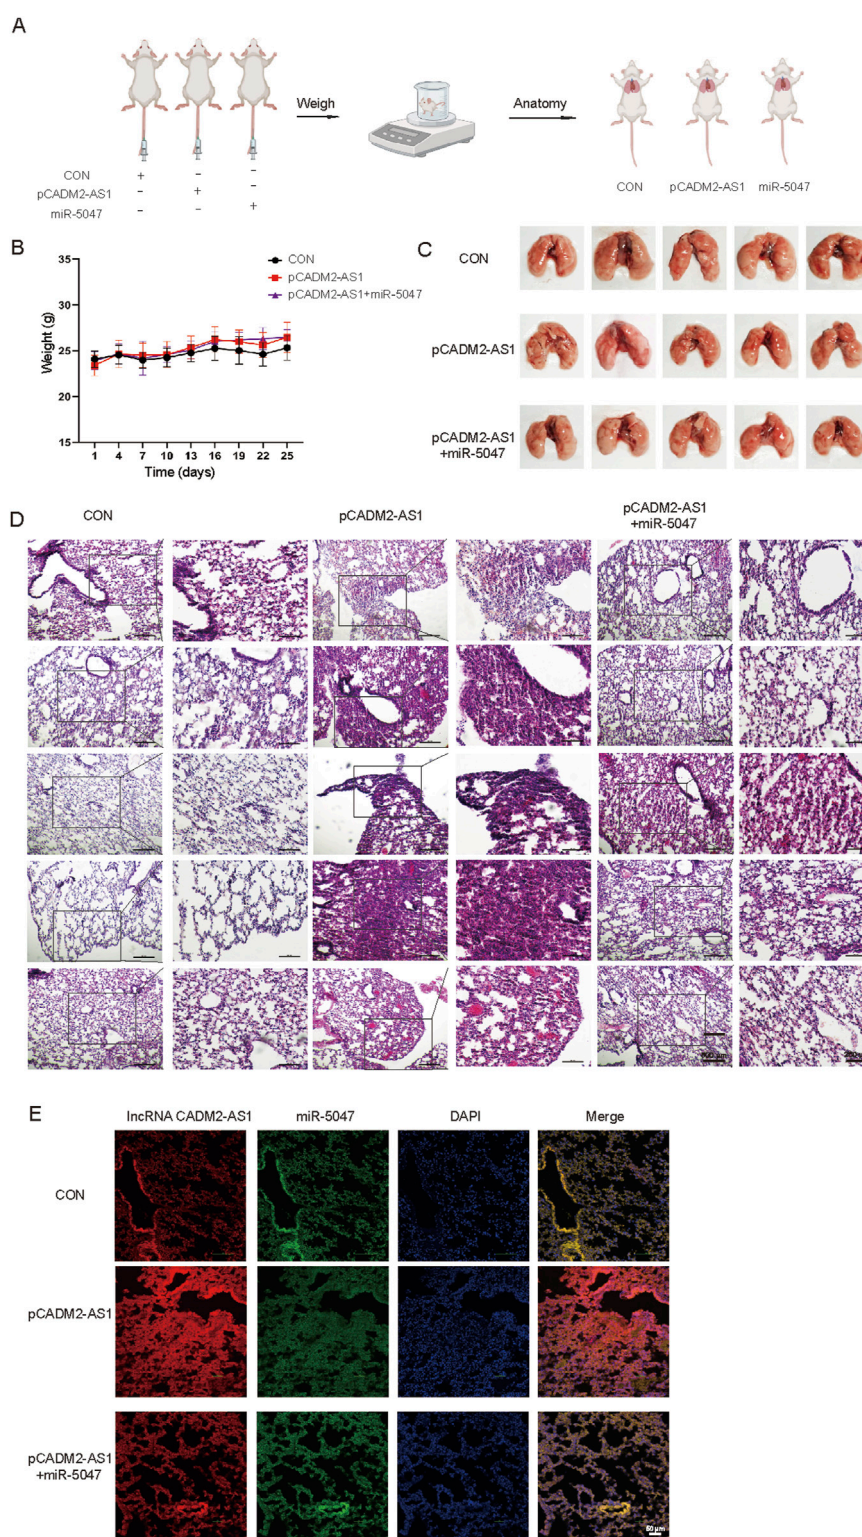 A
Weigh
Anatomy
CON + – –
pCADM2-AS1 – + –
miR-5047 – – +
CON pCADM2-AS1 miR-5047
B
CON
pCADM2-AS1
pCADM2-AS1+miR-5047
Weight (g)
35
30
25
20
15
1 4 7 10 13 16 19 22 25
Time (days)
C
CON
pCADM2-AS1
pCADM2-AS1
+miR-5047
D
CON pCADM2-AS1 pCADM2-AS1
+miR-5047
E
lncRNA CADM2-AS1 miR-5047 DAPI Merge
CON
pCADM2-AS1
pCADM2-AS1
+miR-5047
50 μm